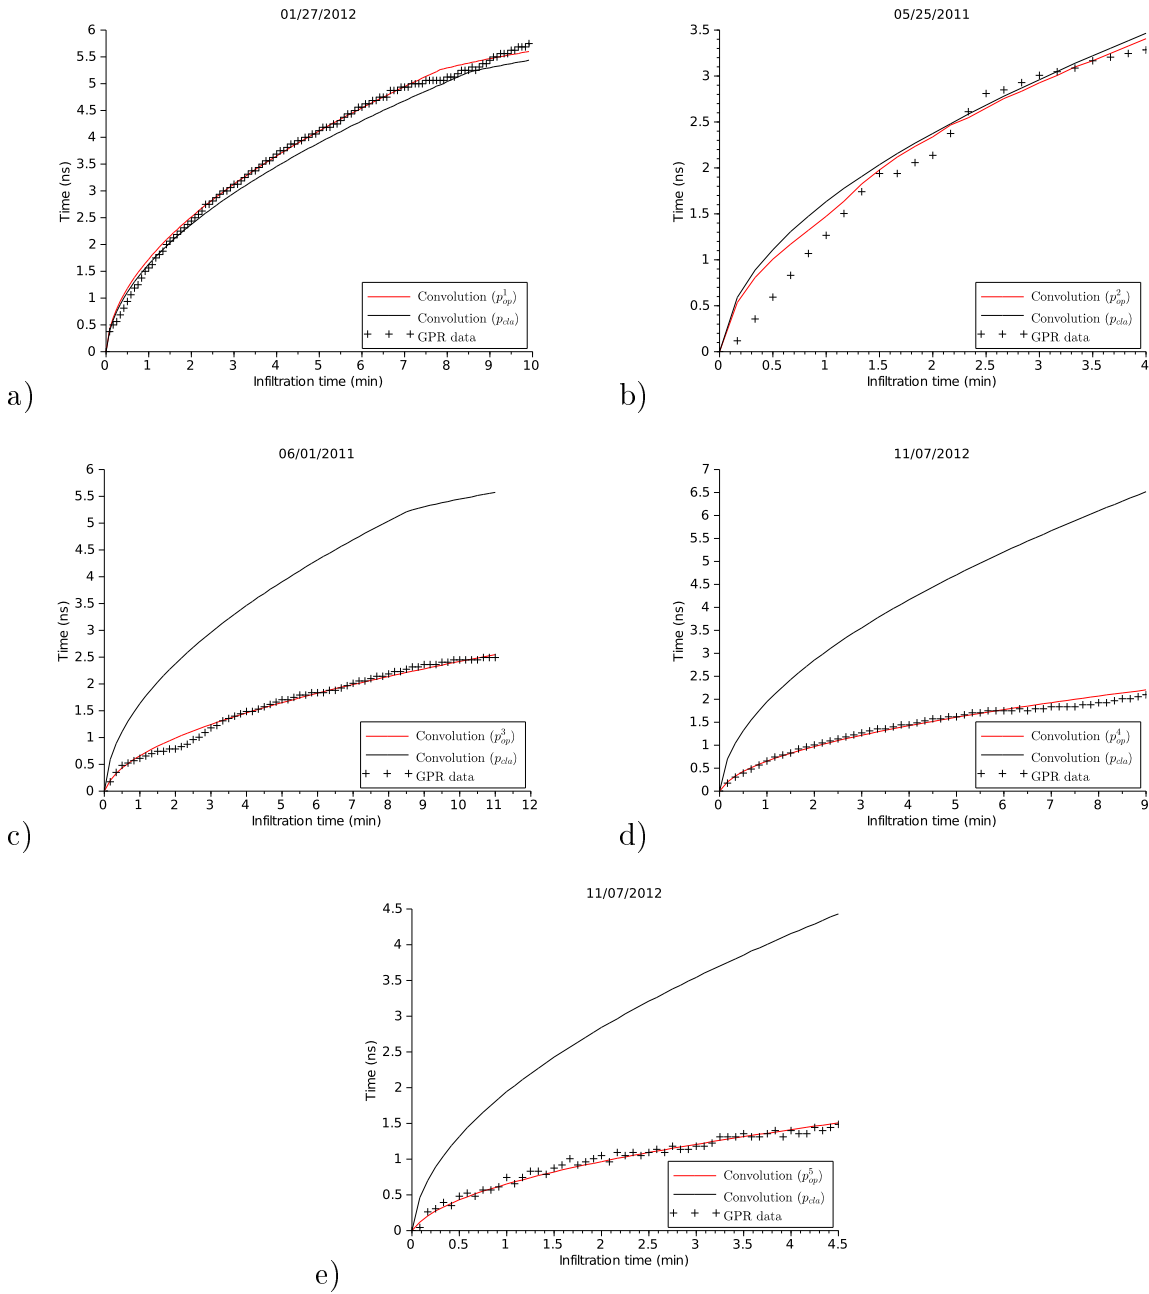 01/27/2012
6
5.5
5
4.5
4
3.5
3
2.5
2
1.5
1
0.5
0
Time (ns)
0 1 2 3 4 5 6 7 8 9 10
Infiltration time (min)
Convolution (p¹op)
Convolution (pcla)
GPR data
a)
05/25/2011
3.5
3
2.5
2
1.5
1
0.5
0
Time (ns)
0 0.5 1 1.5 2 2.5 3 3.5 4
Infiltration time (min)
Convolution (p²op)
Convolution (pcla)
GPR data
b)
06/01/2011
6
5.5
5
4.5
4
3.5
3
2.5
2
1.5
1
0.5
0
Time (ns)
0 1 2 3 4 5 6 7 8 9 10 11 12
Infiltration time (min)
Convolution (p³op)
Convolution (pcla)
GPR data
c)
11/07/2012
7
6.5
6
5.5
5
4.5
4
3.5
3
2.5
2
1.5
1
0.5
0
Time (ns)
0 1 2 3 4 5 6 7 8 9
Infiltration time (min)
Convolution (p⁴op)
Convolution (pcla)
GPR data
d)
11/07/2012
4.5
4
3.5
3
2.5
2
1.5
1
0.5
0
Time (ns)
0 0.5 1 1.5 2 2.5 3 3.5 4 4.5
Infiltration time (min)
Convolution (p⁵op)
Convolution (pcla)
GPR data
e)